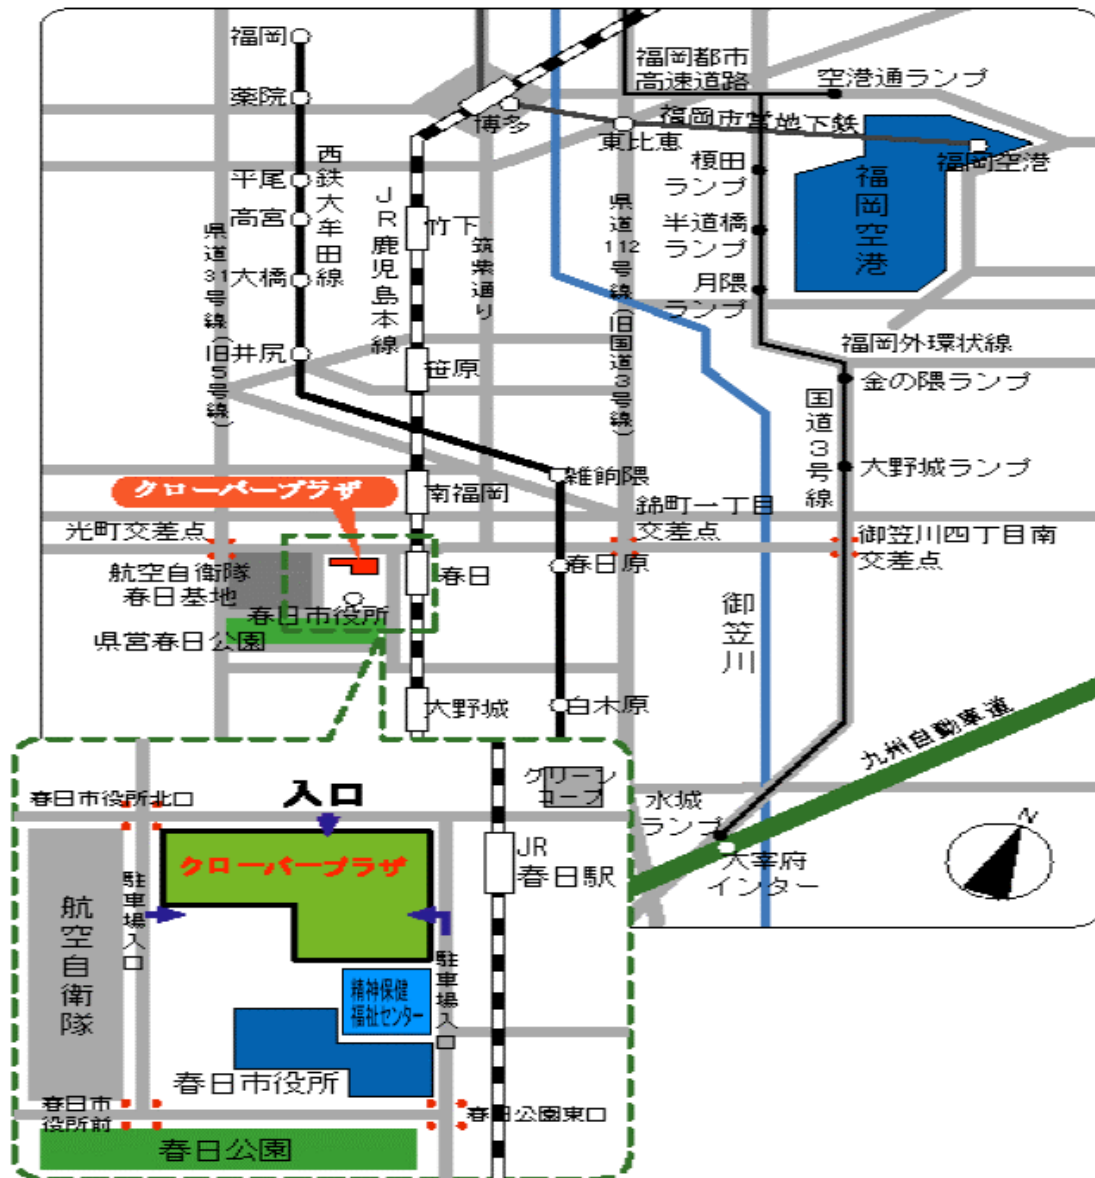 福岡
薬院
平尾
高宮
大橋
井尻
西鉄大牟田線
県道31号線(旧5号線)
JR鹿児島本線
博多
竹下
筑紫通り
笹原
南福岡
春日
大野城
福岡都市
高速道路
空港通ランプ
福岡市営地下鉄
東比恵
福岡空港
福岡空港
榎田
ランプ
半道橋
ランプ
月隈
ランプ
県道112号線(旧国道3号線)
福岡外環状線
金の隈ランプ
国道3号線
大野城ランプ
雑餉隈
春日原
白木原
錦町一丁目
交差点
御笠川四丁目南
交差点
御笠川
クローバープラザ
光町交差点
航空自衛隊
春日基地
春日市役所
県営春日公園
九州自動車道
水城
ランプ
太宰府
インター
N
グリーン
コープ
春日市役所北口
入口
クローバープラザ
JR
春日駅
航空自衛隊
駐車場入口
駐車場入口
精神保健
福祉センター
春日市役所
春日市
役所前
春日公園東口
春日公園